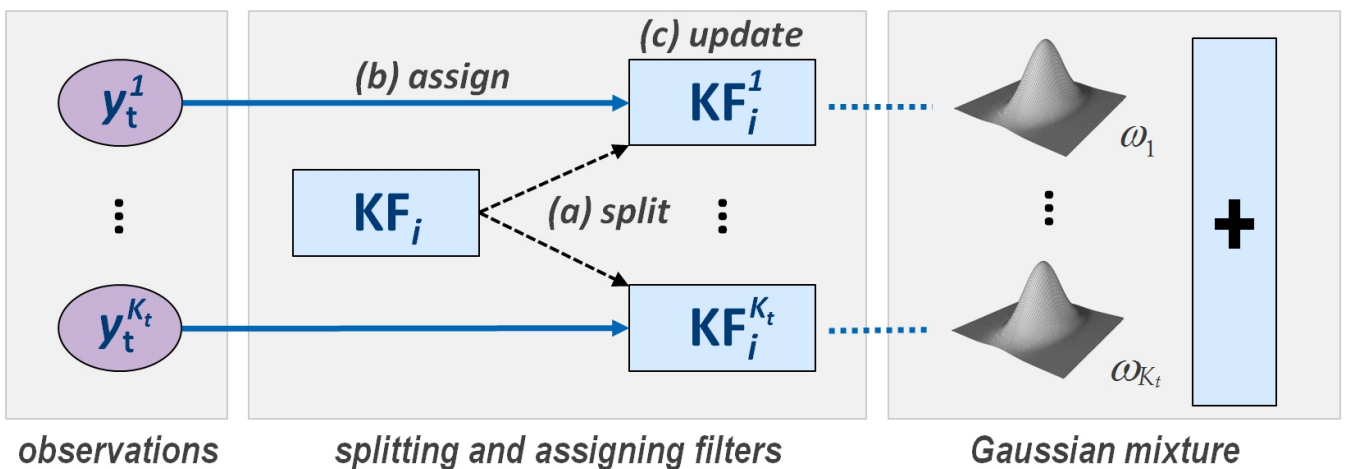 (c) update
y_t^1
(b) assign
KF_i^1
ω_1
KF_i
(a) split
+
y_t^{K_t}
KF_i^{K_t}
ω_{K_t}
observations
splitting and assigning filters
Gaussian mixture